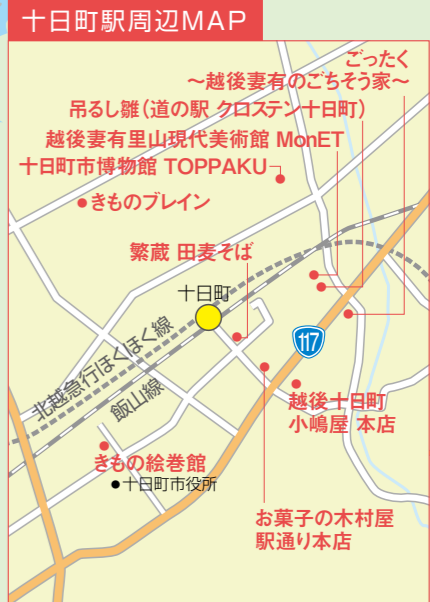 十日町駅周辺MAP
ごったく
～越後妻有のごちそう家～
吊るし雛(道の駅 クロステン十日町)
越後妻有里山現代美術館 MonET
十日町市博物館 TOPPAKU
きものブレイン
繁蔵 田麦そば
十日町
117
北越急行ほくほく線
飯山線
越後十日町
小嶋屋 本店
きもの絵巻館
十日町市役所
お菓子の木村屋
駅通り本店